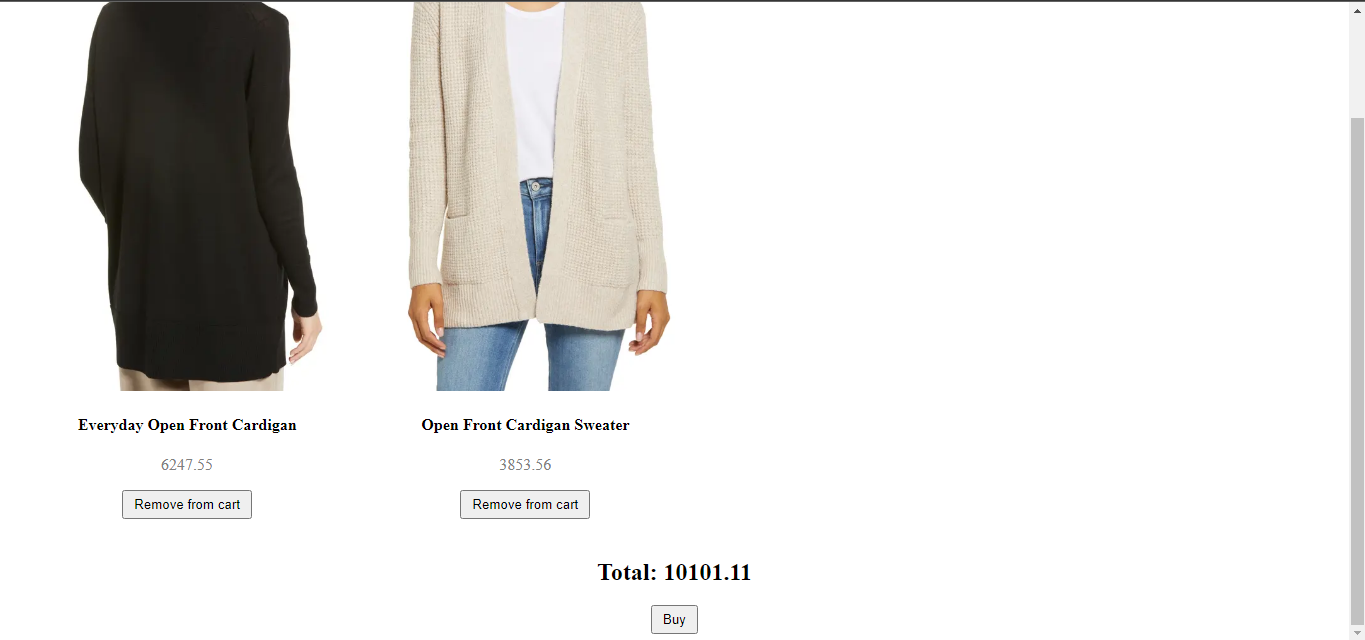 Everyday Open Front Cardigan
6247.55
Remove from cart
Open Front Cardigan Sweater
3853.56
Remove from cart
Total: 10101.11
Buy